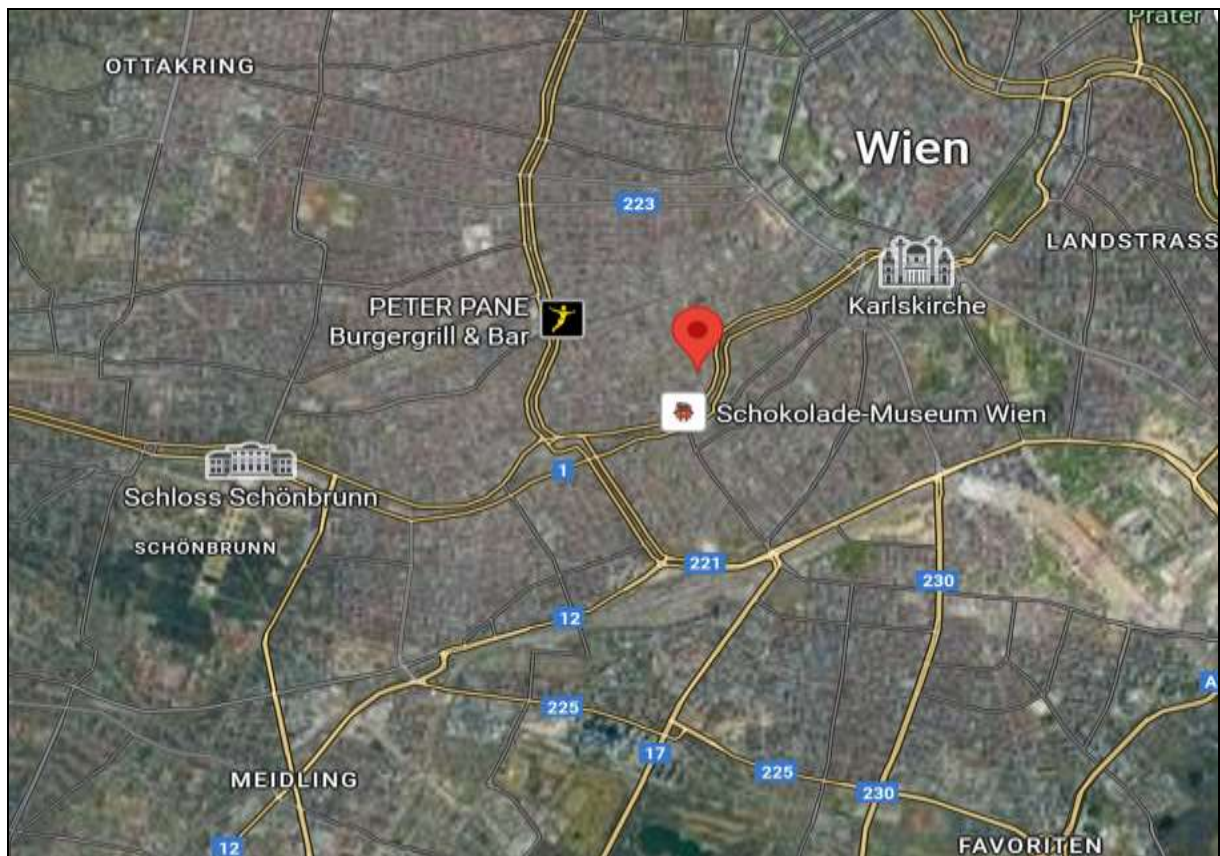 Prater
OTTAKRING
Wien
223
LANDSTRASS
PETER PANE
Burgergrill & Bar
Karlskirche
Schokolade-Museum Wien
1
Schloss Schönbrunn
SCHÖNBRUNN
221
230
12
A
225
17
225
MEIDLING
230
12
FAVORITEN